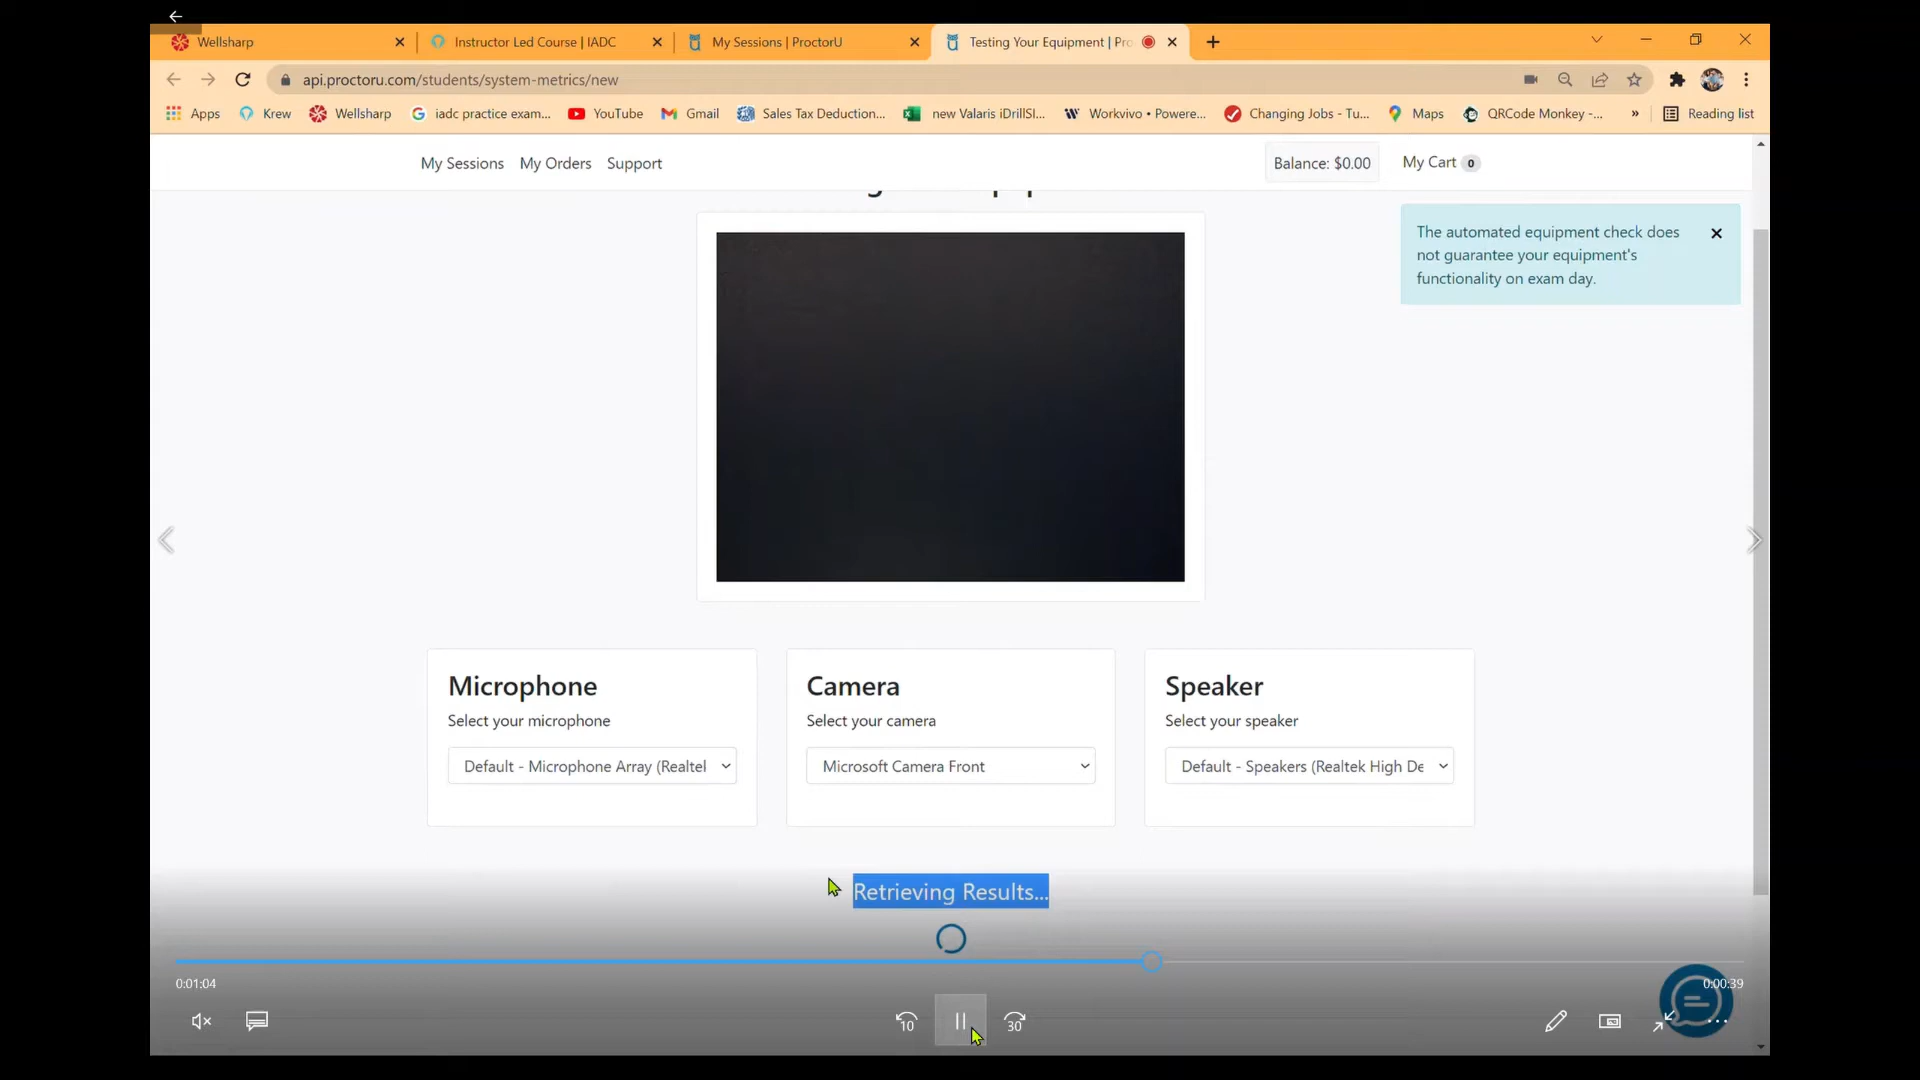 Wellsharp
Instructor Led Course | IADC
My Sessions | ProctorU
Testing Your Equipment | Pro
api.proctoru.com/students/system-metrics/new
Apps
Krew
Wellsharp
iadc practice exam...
YouTube
Gmail
Sales Tax Deduction...
new Valaris iDrillSI...
Workvivo • Powere...
Changing Jobs - Tu...
Maps
QRCode Monkey -...
»
Reading list
My Sessions
My Orders
Support
Balance: $0.00
My Cart 0
The automated equipment check does
not guarantee your equipment's
functionality on exam day.
Microphone
Select your microphone
Default - Microphone Array (Realtel
Camera
Select your camera
Microsoft Camera Front
Speaker
Select your speaker
Default - Speakers (Realtek High De
Retrieving Results...
0:01:04
0:00:39
10
30